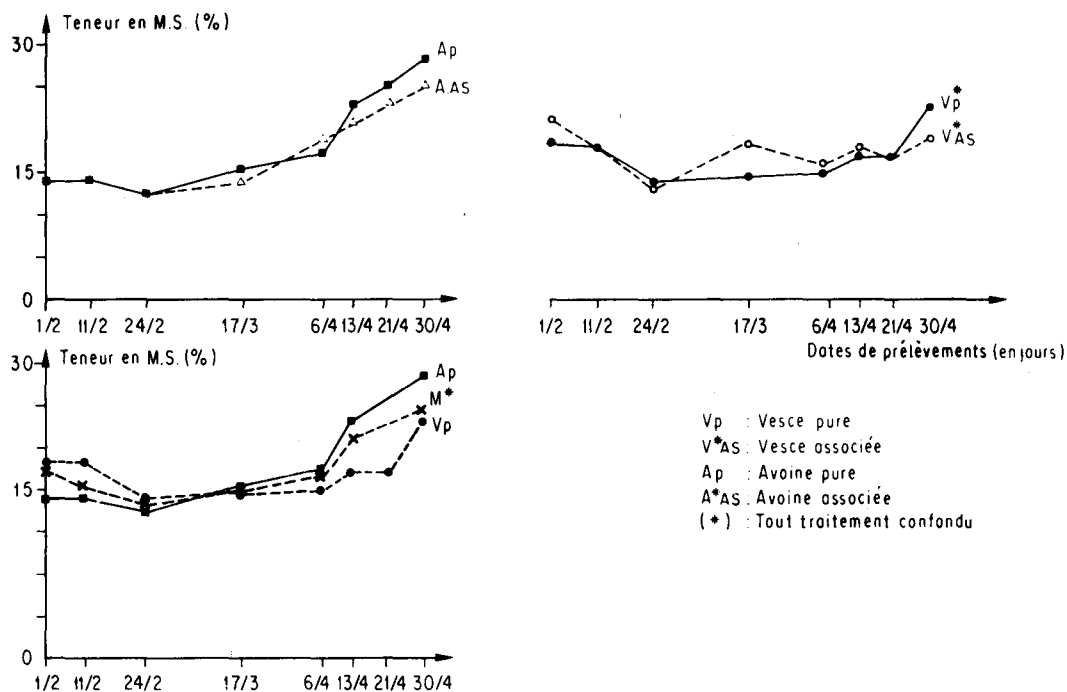 Teneur en M.S. (%)
30
15
0
Ap
A.AS
1/2 11/2 24/2 17/3 6/4 13/4 21/4 30/4
Vp*
V*AS
1/2 11/2 24/2 17/3 6/4 13/4 21/4 30/4
Dates de prélèvements (en jours)
Teneur en M.S. (%)
30
15
0
Ap
M*
Vp
1/2 11/2 24/2 17/3 6/4 13/4 21/4 30/4
Vp : Vesce pure
V*AS : Vesce associée
Ap : Avoine pure
A*AS : Avoine associée
(*) : Tout traitement confondu